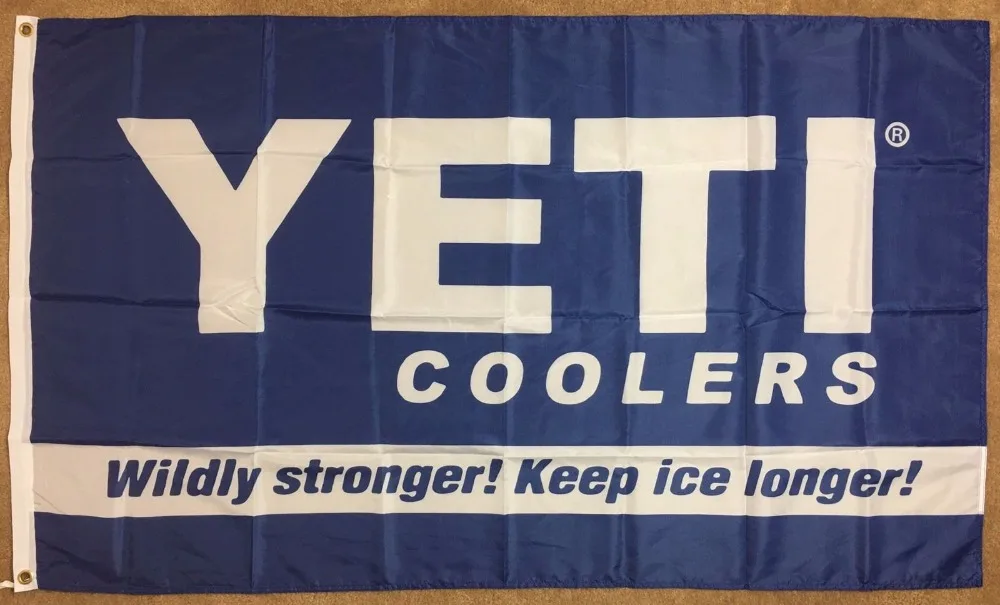 YETI®
COOLERS
Wildly stronger! Keep ice longer!